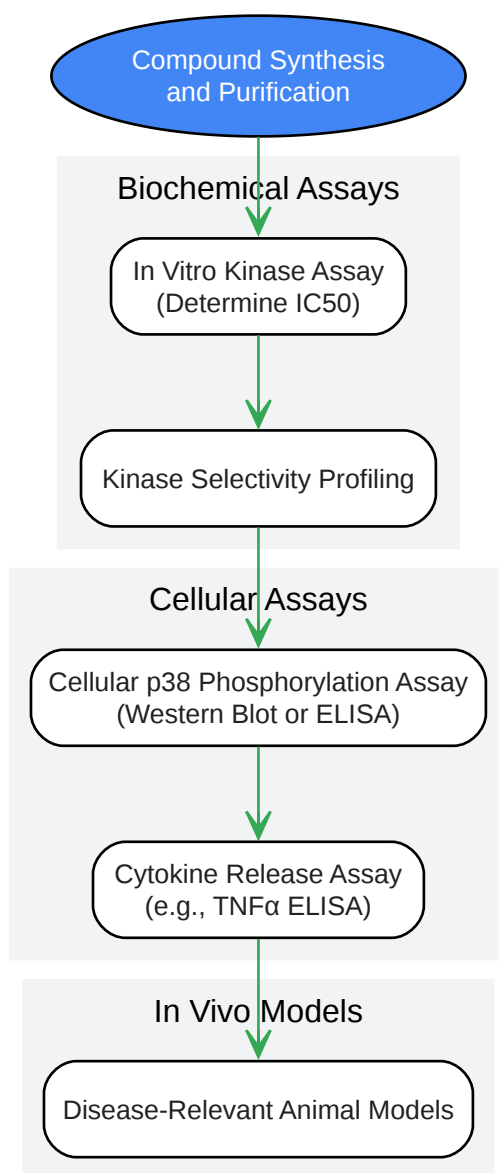 Compound Synthesis
and Purification
Biochemical Assays
In Vitro Kinase Assay
(Determine IC50)
Kinase Selectivity Profiling
Cellular Assays
Cellular p38 Phosphorylation Assay
(Western Blot or ELISA)
Cytokine Release Assay
(e.g., TNFα ELISA)
In Vivo Models
Disease-Relevant Animal Models